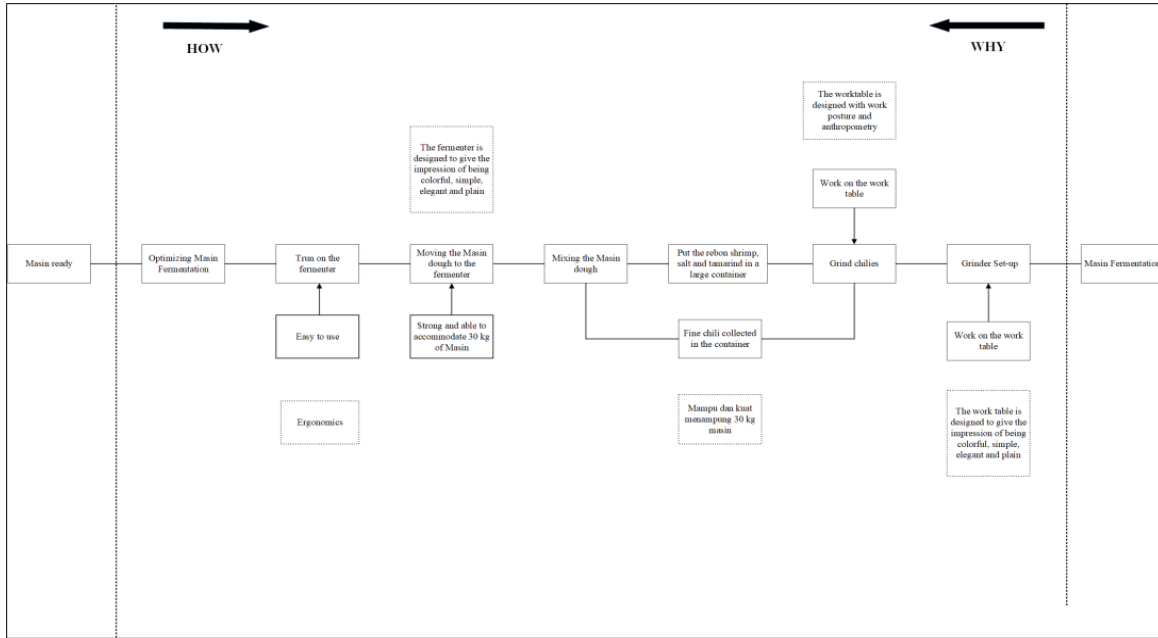 HOW
WHY
The worktable is
designed with work
posture and
anthropometry
The fermenter is
designed to give the
impression of being
colorful, simple,
elegant and plain
Work on the work
table
Masin ready
Optimizing Masin
Fermentation
Trun on the
fermenter
Moving the Masin
dough to the
fermenter
Mixing the Masin
dough
Put the rebon shrimp,
salt and tamarind in a
large container
Grind chilies
Grinder Set-up
Masin Fermentation
Easy to use
Strong and able to
accommodate 30 kg
of Masin
Fine chili collected
in the container
Work on the work
table
Ergonomics
Mampu dan kuat
menampung 30 kg
masin
The work table is
designed to give the
impression of being
colorful, simple,
elegant and plain